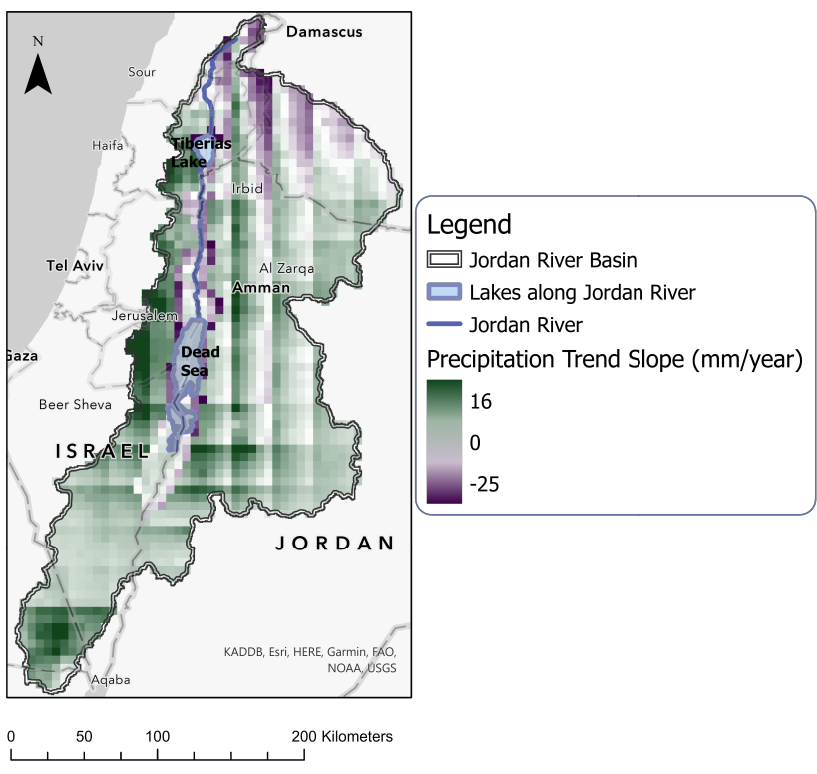 N
Damascus
Sour
Haifa
Tiberias
Lake
Irbid
Tel Aviv
Al Zarqa
Amman
Jerusalem
Gaza
Dead
Sea
Beer Sheva
ISRAEL
JORDAN
KADDB, Esri, HERE, Garmin, FAO,
NOAA, USGS
Aqaba
0 50 100 200 Kilometers
Legend
Jordan River Basin
Lakes along Jordan River
Jordan River
Precipitation Trend Slope (mm/year)
16
0
-25